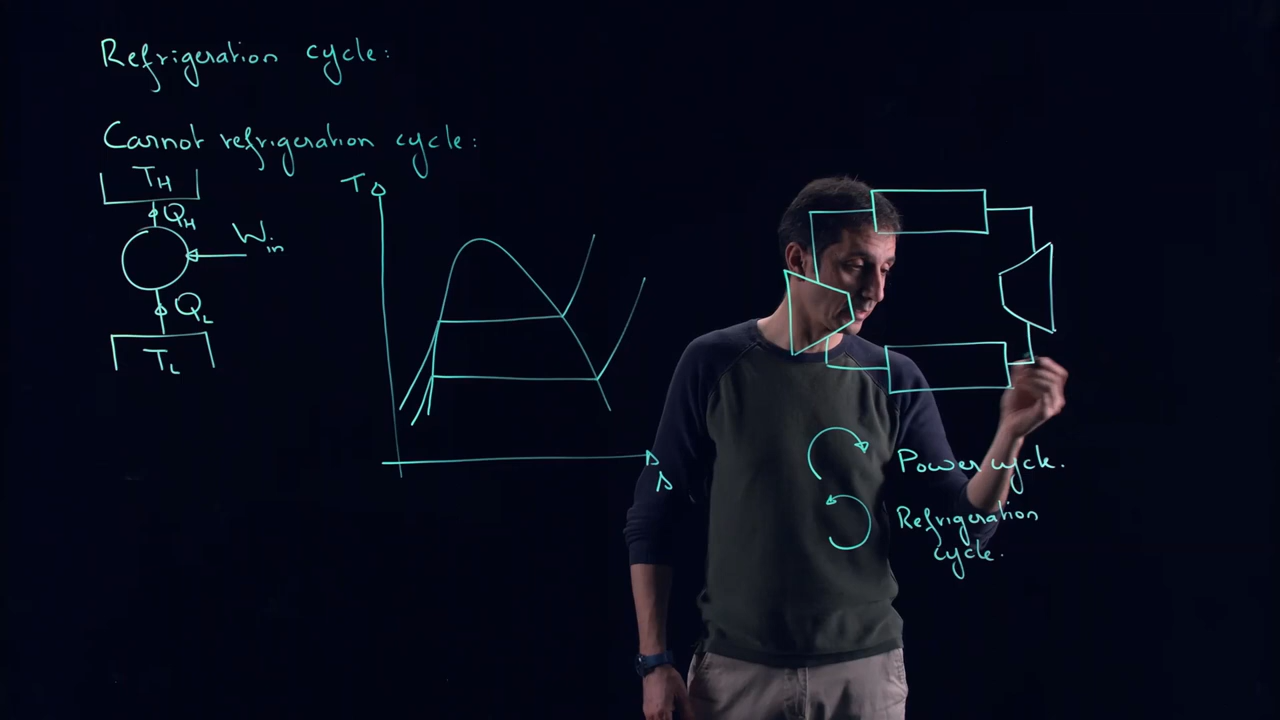 Refrigeration cycle:
Carnot refrigeration cycle:
T_H
Q_H
W_in
Q_L
T_L
T
s
Power cycle.
Refrigeration
cycle.